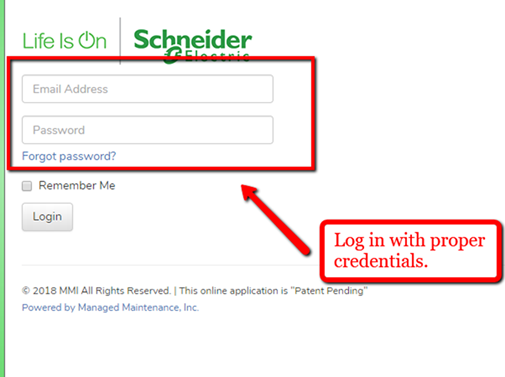 Life Is On
Schneider
Electric
Email Address
Password
Forgot password?
Remember Me
Login
Log in with proper
credentials.
© 2018 MMI All Rights Reserved. | This online application is "Patent Pending"
Powered by Managed Maintenance, Inc.